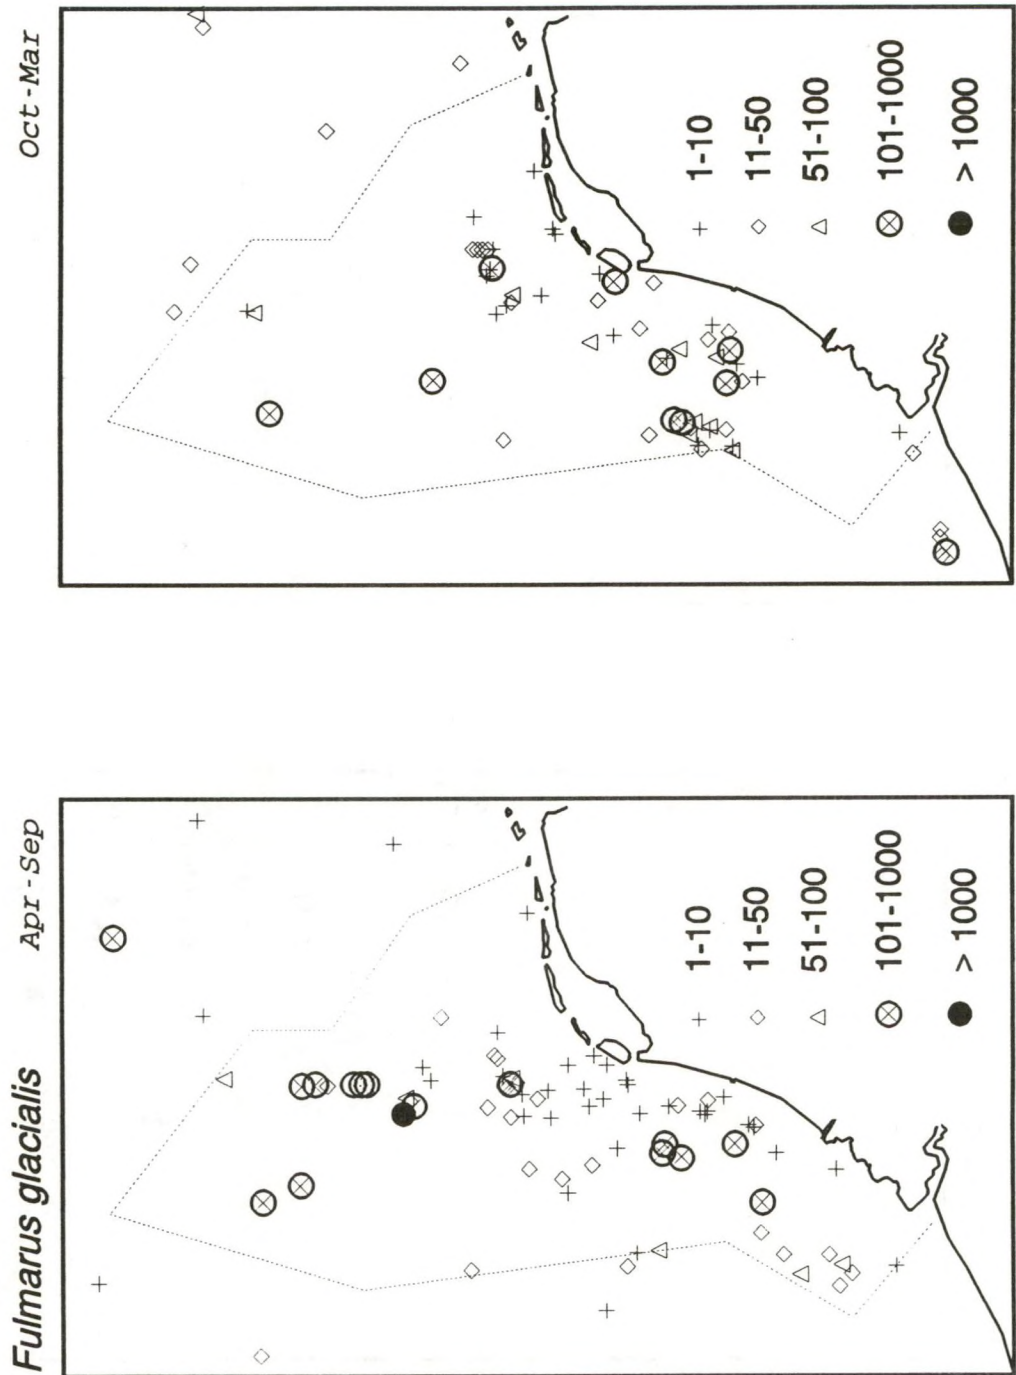 Fulmarus glacialis
Apr-Sep
+ 1-10
◇ 11-50
△ 51-100
⊗ 101-1000
● > 1000
Oct-Mar
+ 1-10
◇ 11-50
△ 51-100
⊗ 101-1000
● > 1000